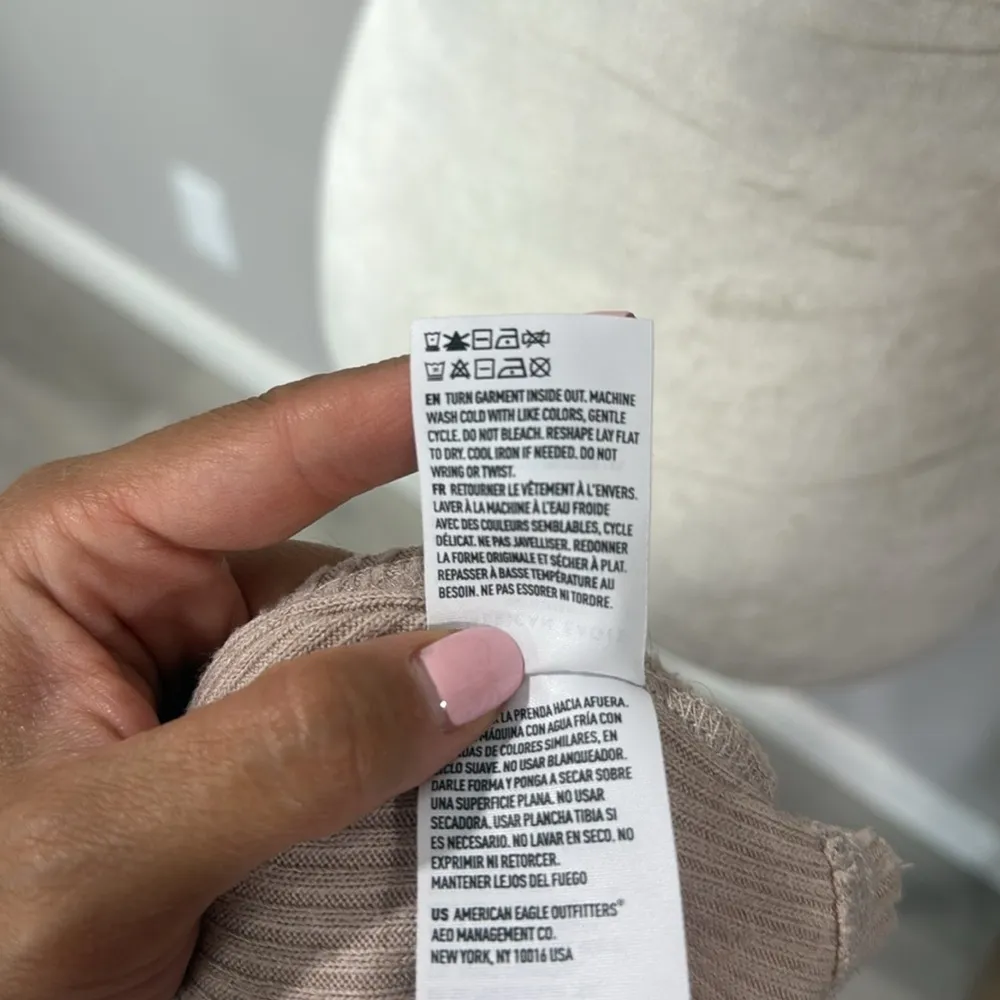 EN TURN GARMENT INSIDE OUT. MACHINE
WASH COLD WITH LIKE COLORS, GENTLE
CYCLE. DO NOT BLEACH. RESHAPE LAY FLAT
TO DRY. COOL IRON IF NEEDED. DO NOT
WRING OR TWIST.
FR RETOURNER LE VÊTEMENT À L'ENVERS.
LAVER À LA MACHINE À L'EAU FROIDE
AVEC DES COULEURS SEMBLABLES, CYCLE
DÉLICAT. NE PAS JAVELLISER. REDONNER
LA FORME ORIGINALE ET SÉCHER À PLAT.
REPASSER À BASSE TEMPÉRATURE AU
BESOIN. NE PAS ESSORER NI TORDRE.
LA PRENDA HACIA AFUERA.
MÁQUINA CON AGUA FRÍA CON
DE COLORES SIMILARES, EN
SUAVE. NO USAR BLANQUEADOR.
DARLE FORMA Y PONGA A SECAR SOBRE
UNA SUPERFICIE PLANA. NO USAR
SECADORA. USAR PLANCHA TIBIA SI
ES NECESARIO. NO LAVAR EN SECO. NO
EXPRIMIR NI RETORCER.
MANTENER LEJOS DEL FUEGO
US AMERICAN EAGLE OUTFITTERS®
AEO MANAGEMENT CO.
NEW YORK, NY 10016 USA